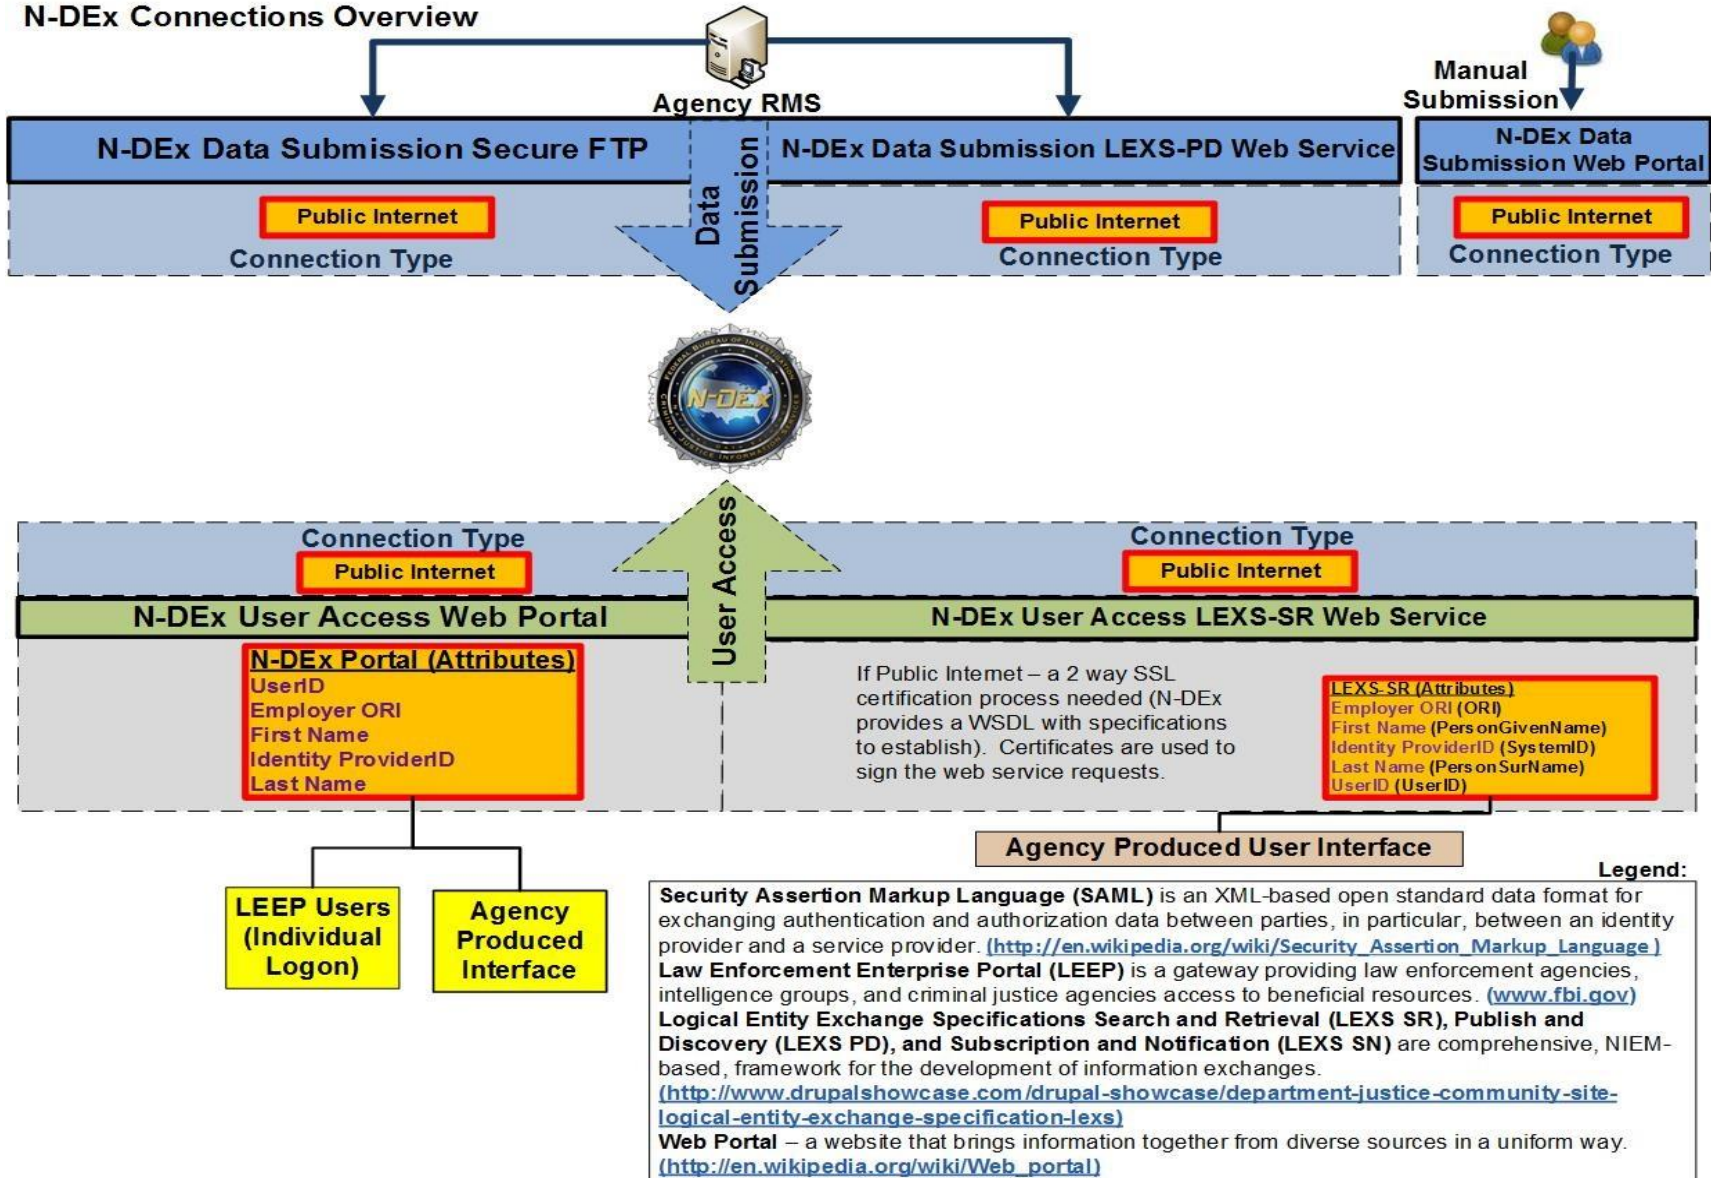 N-DEx Connections Overview
Agency RMS
Manual
Submission
N-DEx Data Submission Secure FTP
N-DEx Data Submission LEXS-PD Web Service
N-DEx Data
Submission Web Portal
Public Internet
Connection Type
Data
Submission
Public Internet
Connection Type
Public Internet
Connection Type
FEDERAL BUREAU OF INVESTIGATION
N-DEx
CRIMINAL JUSTICE INFORMATION SERVICES
User Access
Connection Type
Public Internet
Connection Type
Public Internet
N-DEx User Access Web Portal
N-DEx User Access LEXS-SR Web Service
N-DEx Portal (Attributes)
UserID
Employer ORI
First Name
Identity ProviderID
Last Name
If Public Internet – a 2 way SSL
certification process needed (N-DEx
provides a WSDL with specifications
to establish).  Certificates are used to
sign the web service requests.
LEXS-SR (Attributes)
Employer ORI (ORI)
First Name (PersonGivenName)
Identity ProviderID (SystemID)
Last Name (PersonSurName)
UserID (UserID)
LEEP Users
(Individual
Logon)
Agency
Produced
Interface
Agency Produced User Interface
Legend:
Security Assertion Markup Language (SAML) is an XML-based open standard data format for
exchanging authentication and authorization data between parties, in particular, between an identity
provider and a service provider. (http://en.wikipedia.org/wiki/Security_Assertion_Markup_Language )
Law Enforcement Enterprise Portal (LEEP) is a gateway providing law enforcement agencies,
intelligence groups, and criminal justice agencies access to beneficial resources. (www.fbi.gov)
Logical Entity Exchange Specifications Search and Retrieval (LEXS SR), Publish and
Discovery (LEXS PD), and Subscription and Notification (LEXS SN) are comprehensive, NIEM-
based, framework for the development of information exchanges.
(http://www.drupalshowcase.com/drupal-showcase/department-justice-community-site-
logical-entity-exchange-specification-lexs)
Web Portal – a website that brings information together from diverse sources in a uniform way.
(http://en.wikipedia.org/wiki/Web_portal)